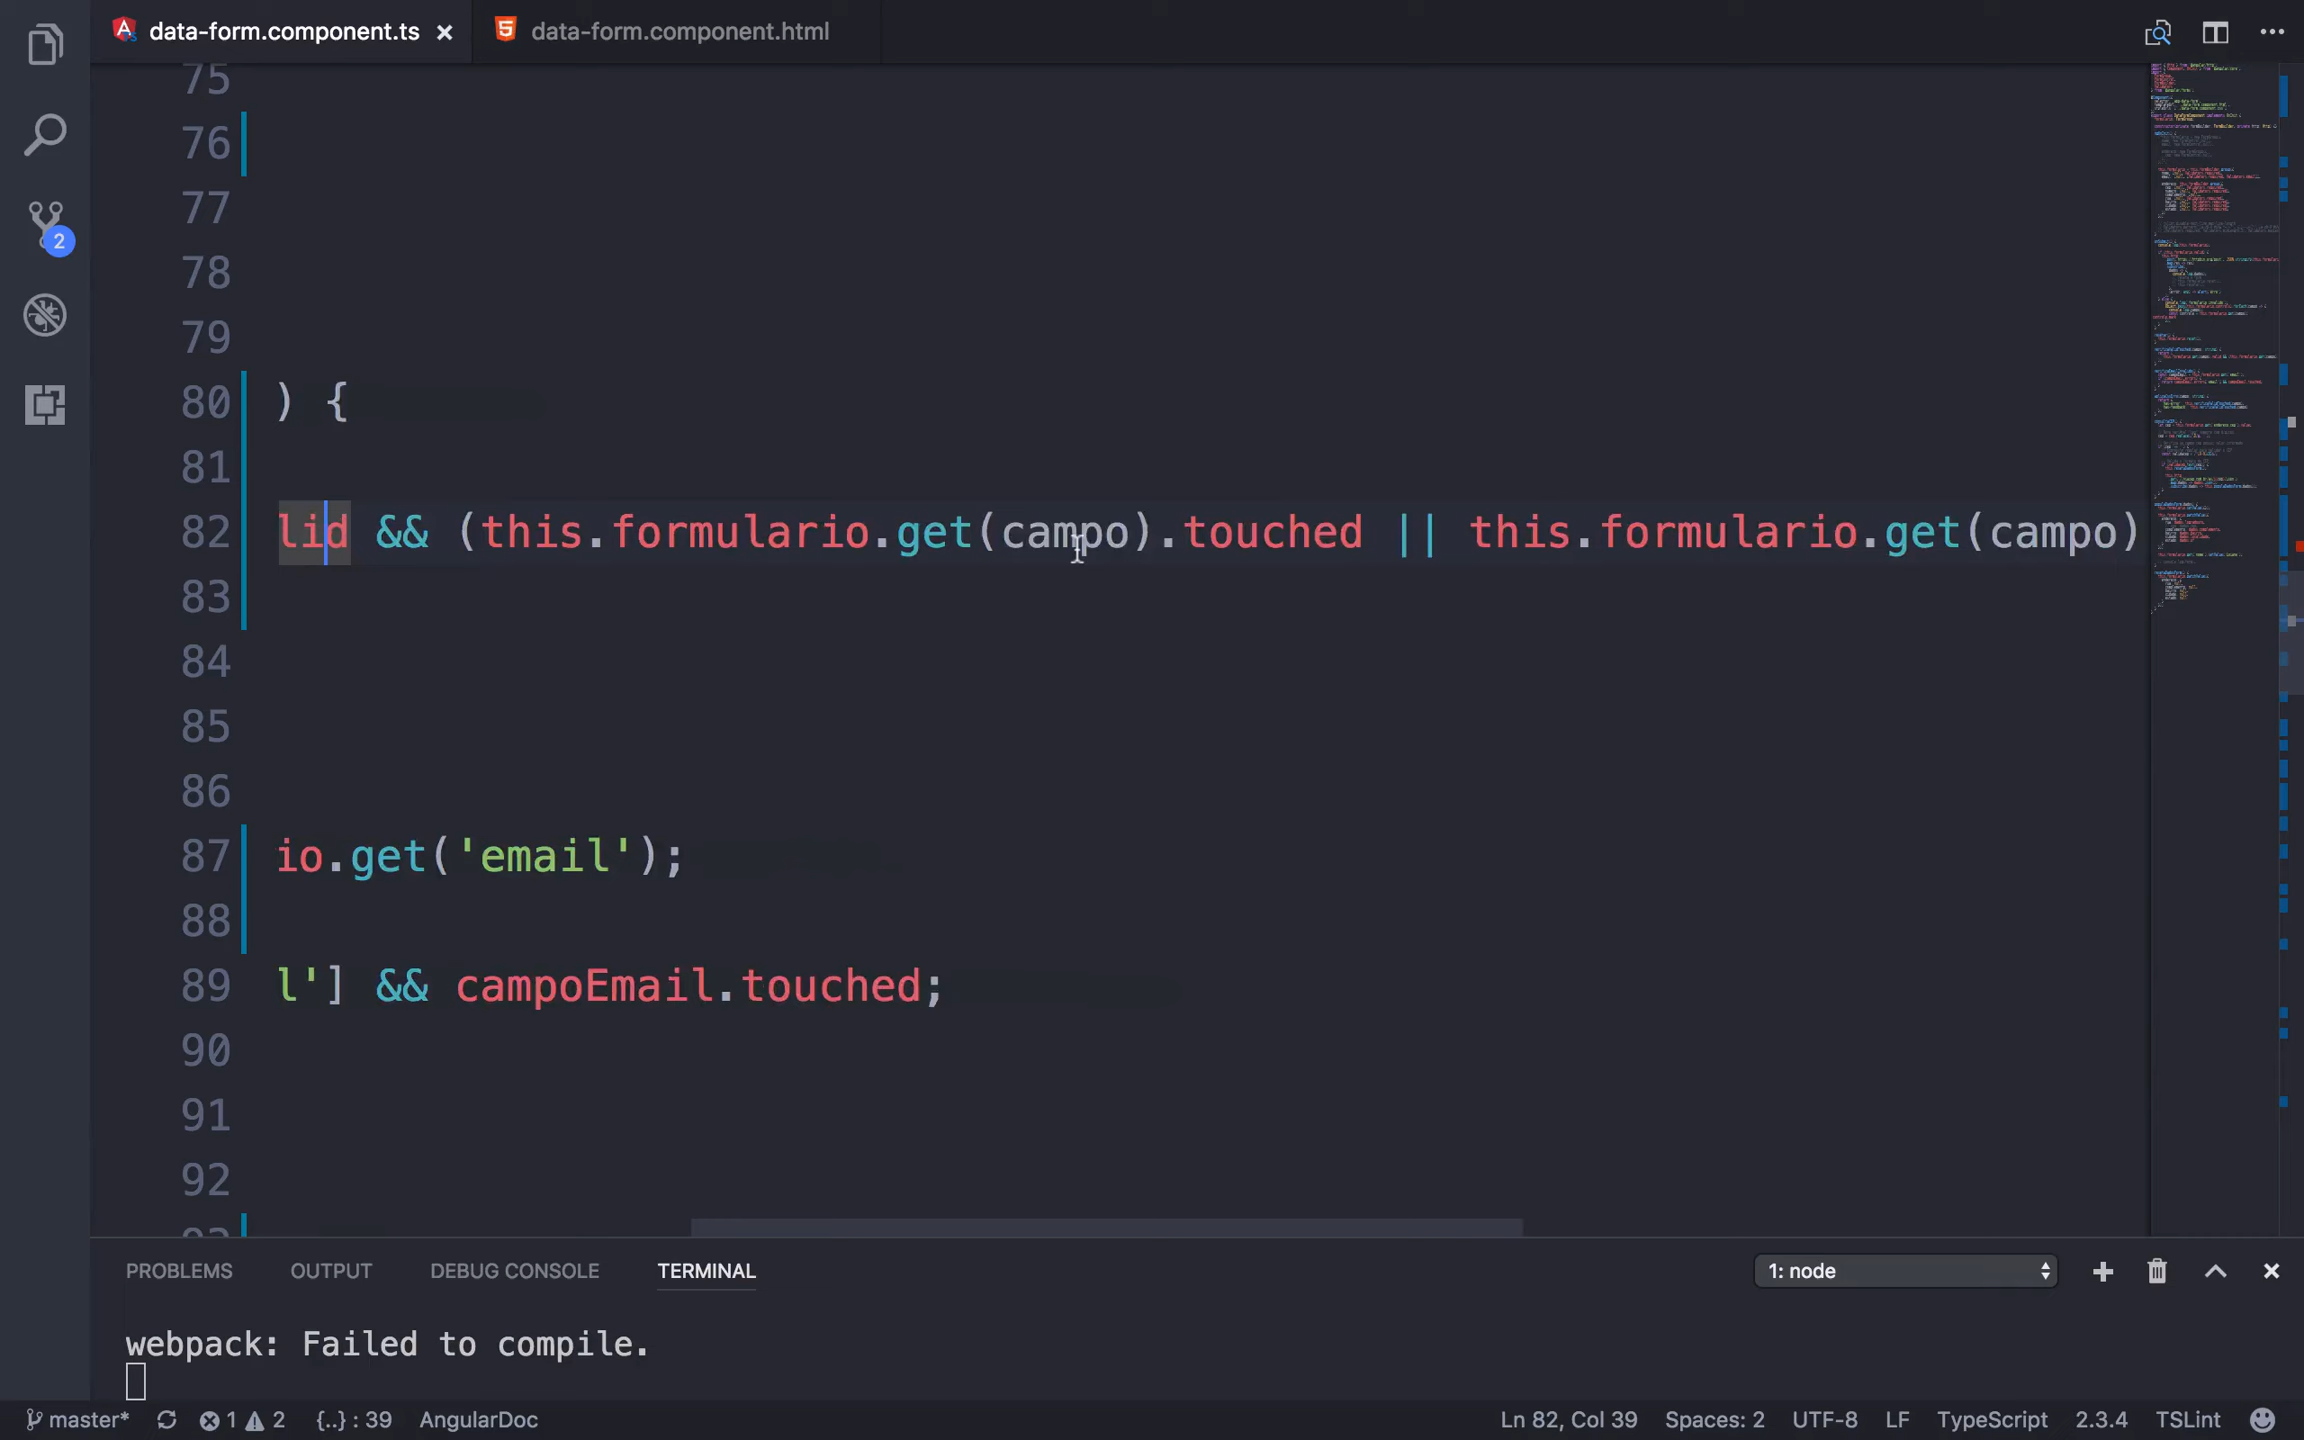 data-form.component.ts
data-form.component.html
75
76
77
78
79
80 ) {
81
82 lid && (this.formulario.get(campo).touched || this.formulario.get(campo)
83
84
85
86
87 io.get('email');
88
89 l'] && campoEmail.touched;
90
91
92
2
PROBLEMS OUTPUT DEBUG CONSOLE TERMINAL 1: node
webpack: Failed to compile.
master* 1 2 {..} : 39 AngularDoc Ln 82, Col 39 Spaces: 2 UTF-8 LF TypeScript 2.3.4 TSLint